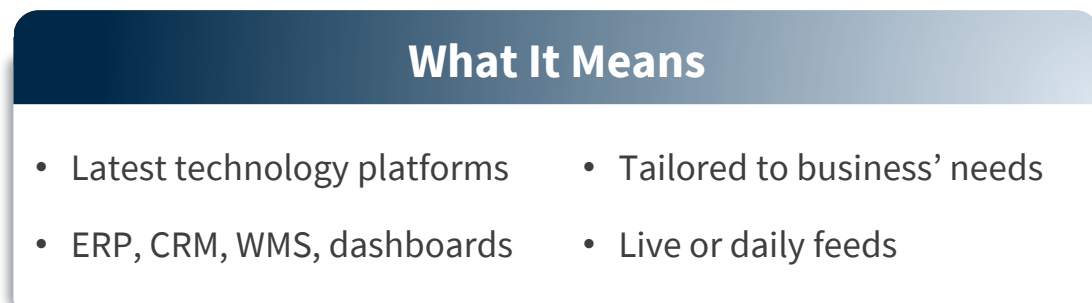 What It Means
• Latest technology platforms
• ERP, CRM, WMS, dashboards
• Tailored to business’ needs
• Live or daily feeds